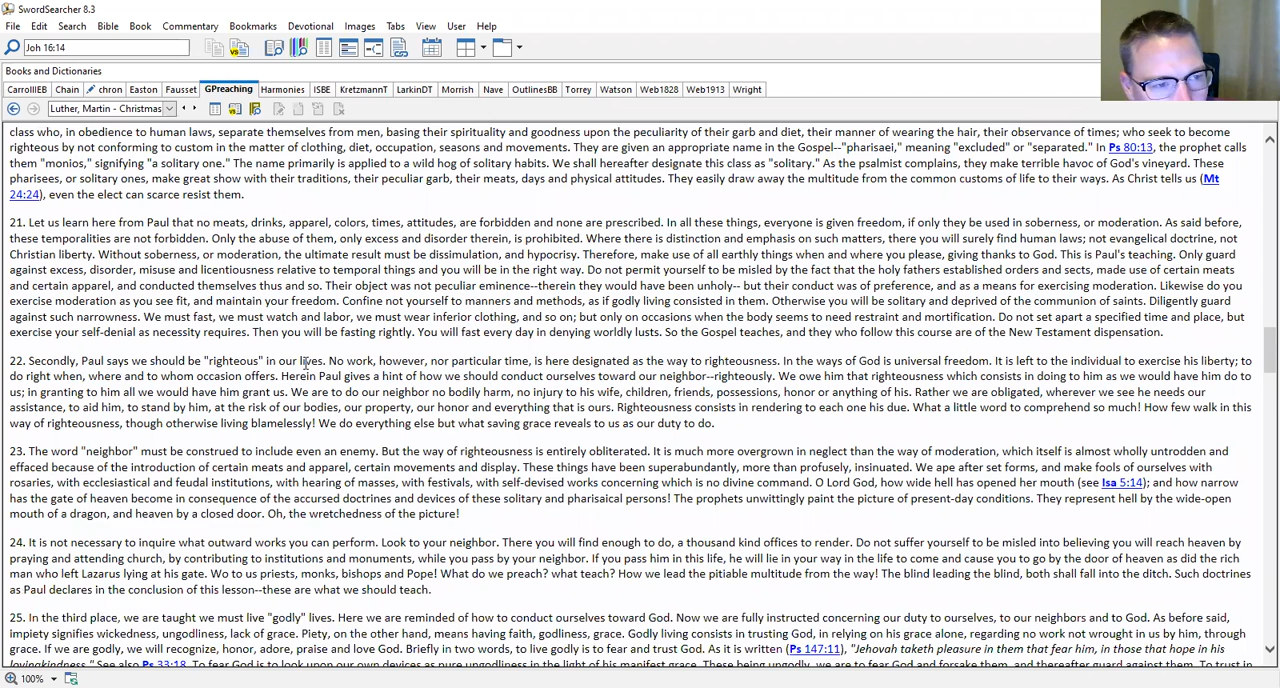 SwordSearcher 8.3
File Edit Search Bible Book Commentary Bookmarks Devotional Images Tabs View User Help
Joh 16:14
Books and Dictionaries
CarrollIEB Chain chron Easton Fausset GPreaching Harmonies ISBE KretzmannT LarkinDT Morrish Nave OutlinesBB Torrey Watson Web1828 Web1913 Wright
Luther, Martin - Christmas
class who, in obedience to human laws, separate themselves from men, basing their spirituality and goodness upon the peculiarity of their garb and diet, their manner of wearing the hair, their observance of times; who seek to become
righteous by not conforming to custom in the matter of clothing, diet, occupation, seasons and movements. They are given an appropriate name in the Gospel--"pharisaei," meaning "excluded" or "separated." In Ps 80:13, the prophet calls
them "monios," signifying "a solitary one." The name primarily is applied to a wild hog of solitary habits. We shall hereafter designate this class as "solitary." As the psalmist complains, they make terrible havoc of God's vineyard. These
pharisees, or solitary ones, make great show with their traditions, their peculiar garb, their meats, days and physical attitudes. They easily draw away the multitude from the common customs of life to their ways. As Christ tells us (Mt
24:24), even the elect can scarce resist them.
21. Let us learn here from Paul that no meats, drinks, apparel, colors, times, attitudes, are forbidden and none are prescribed. In all these things, everyone is given freedom, if only they be used in soberness, or moderation. As said before,
these temporalities are not forbidden. Only the abuse of them, only excess and disorder therein, is prohibited. Where there is distinction and emphasis on such matters, there you will surely find human laws; not evangelical doctrine, not
Christian liberty. Without soberness, or moderation, the ultimate result must be dissimulation, and hypocrisy. Therefore, make use of all earthly things when and where you please, giving thanks to God. This is Paul's teaching. Only guard
against excess, disorder, misuse and licentiousness relative to temporal things and you will be in the right way. Do not permit yourself to be misled by the fact that the holy fathers established orders and sects, made use of certain meats
and certain apparel, and conducted themselves thus and so. Their object was not peculiar eminence--therein they would have been unholy-- but their conduct was of preference, and as a means for exercising moderation. Likewise do you
exercise moderation as you see fit, and maintain your freedom. Confine not yourself to manners and methods, as if godly living consisted in them. Otherwise you will be solitary and deprived of the communion of saints. Diligently guard
against such narrowness. We must fast, we must watch and labor, we must wear inferior clothing, and so on; but only on occasions when the body seems to need restraint and mortification. Do not set apart a specified time and place, but
exercise your self-denial as necessity requires. Then you will be fasting rightly. You will fast every day in denying worldly lusts. So the Gospel teaches, and they who follow this course are of the New Testament dispensation.
22. Secondly, Paul says we should be "righteous" in our lives. No work, however, nor particular time, is here designated as the way to righteousness. In the ways of God is universal freedom. It is left to the individual to exercise his liberty; to
do right when, where and to whom occasion offers. Herein Paul gives a hint of how we should conduct ourselves toward our neighbor--righteously. We owe him that righteousness which consists in doing to him as we would have him do to
us; in granting to him all we would have him grant us. We are to do our neighbor no bodily harm, no injury to his wife, children, friends, possessions, honor or anything of his. Rather we are obligated, wherever we see he needs our
assistance, to aid him, to stand by him, at the risk of our bodies, our property, our honor and everything that is ours. Righteousness consists in rendering to each one his due. What a little word to comprehend so much! How few walk in this
way of righteousness, though otherwise living blamelessly! We do everything else but what saving grace reveals to us as our duty to do.
23. The word "neighbor" must be construed to include even an enemy. But the way of righteousness is entirely obliterated. It is much more overgrown in neglect than the way of moderation, which itself is almost wholly untrodden and
effaced because of the introduction of certain meats and apparel, certain movements and display. These things have been superabundantly, more than profusely, insinuated. We ape after set forms, and make fools of ourselves with
rosaries, with ecclesiastical and feudal institutions, with hearing of masses, with festivals, with self-devised works concerning which is no divine command. O Lord God, how wide hell has opened her mouth (see Isa 5:14); and how narrow
has the gate of heaven become in consequence of the accursed doctrines and devices of these solitary and pharisaical persons! The prophets unwittingly paint the picture of present-day conditions. They represent hell by the wide-open
mouth of a dragon, and heaven by a closed door. Oh, the wretchedness of the picture!
24. It is not necessary to inquire what outward works you can perform. Look to your neighbor. There you will find enough to do, a thousand kind offices to render. Do not suffer yourself to be misled into believing you will reach heaven by
praying and attending church, by contributing to institutions and monuments, while you pass by your neighbor. If you pass him in this life, he will lie in your way in the life to come and cause you to go by the door of heaven as did the rich
man who left Lazarus lying at his gate. Wo to us priests, monks, bishops and Pope! What do we preach? what teach? How we lead the pitiable multitude from the way! The blind leading the blind, both shall fall into the ditch. Such doctrines
as Paul declares in the conclusion of this lesson--these are what we should teach.
25. In the third place, we are taught we must live "godly" lives. Here we are reminded of how to conduct ourselves toward God. Now we are fully instructed concerning our duty to ourselves, to our neighbors and to God. As before said,
impiety signifies wickedness, ungodliness, lack of grace. Piety, on the other hand, means having faith, godliness, grace. Godly living consists in trusting God, in relying on his grace alone, regarding no work not wrought in us by him, through
grace. If we are godly, we will recognize, honor, adore, praise and love God. Briefly in two words, to live godly is to fear and trust God. As it is written (Ps 147:11), "Jehovah taketh pleasure in them that fear him, in those that hope in his
lovingkindness." See also Ps 33:18. To fear God is to look upon our own devices as pure ungodliness in the light of his manifest grace. These being ungodly, we are to fear God and forsake them, and thereafter guard against them. To trust in
100%